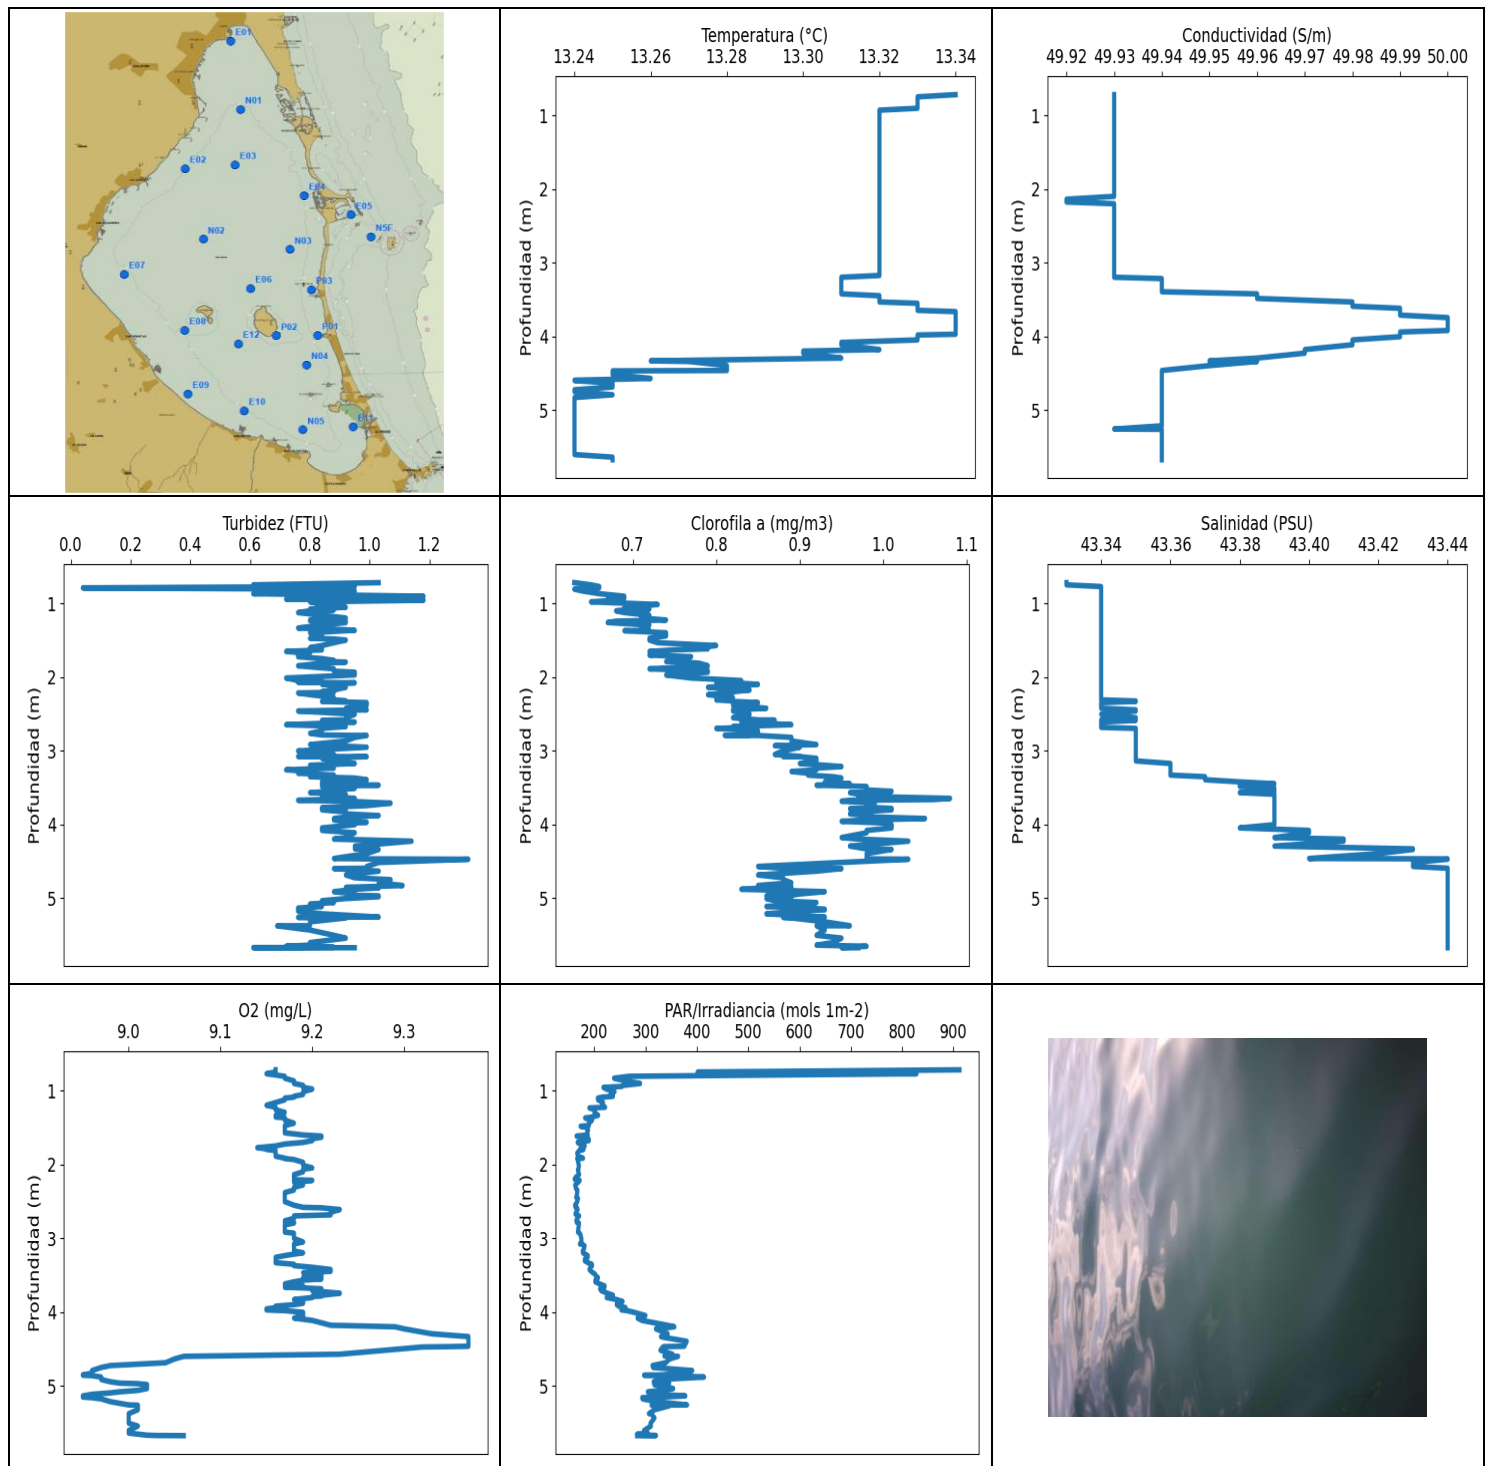 E01
N01
E02
E03
E04
E05
N5F
N02
N03
E07
E06
P03
E08
E12
P02
P01
N04
E09
E10
N05
E11
Temperatura (°C)
13.24 13.26 13.28 13.30 13.32 13.34
Profundidad (m)
1
2
3
4
5
Conductividad (S/m)
49.92 49.93 49.94 49.95 49.96 49.97 49.98 49.99 50.00
Profundidad (m)
1
2
3
4
5
Turbidez (FTU)
0.0 0.2 0.4 0.6 0.8 1.0 1.2
Profundidad (m)
1
2
3
4
5
Clorofila a (mg/m3)
0.7 0.8 0.9 1.0 1.1
Profundidad (m)
1
2
3
4
5
Salinidad (PSU)
43.34 43.36 43.38 43.40 43.42 43.44
Profundidad (m)
1
2
3
4
5
O2 (mg/L)
9.0 9.1 9.2 9.3
Profundidad (m)
1
2
3
4
5
PAR/Irradiancia (mols 1m-2)
200 300 400 500 600 700 800 900
Profundidad (m)
1
2
3
4
5